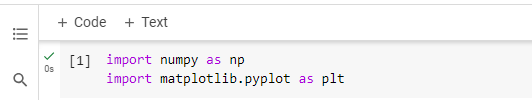 + Code + Text
[1] import numpy as np
0s
import matplotlib.pyplot as plt